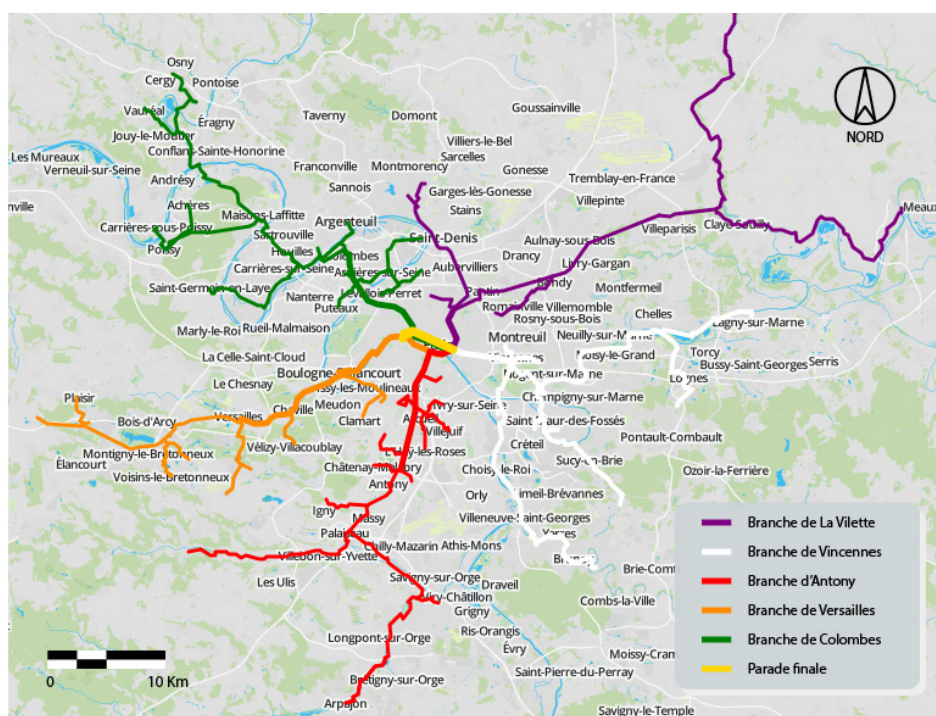 Osny
Cergy
Pontoise
Vauréal
Éragny
Jouy-le-Moutier
Conflans-Sainte-Honorine
Les Mureaux
Verneuil-sur-Seine
Andrésy
Achères
Carrières-sous-Poissy
Poissy
Maisons-Laffitte
Sartrouville
Houilles
Carrières-sur-Seine
Saint-Germain-en-Laye
Taverny
Domont
Goussainville
Franconville
Montmorency
Villiers-le-Bel
Sarcelles
Sannois
Gonesse
Garges-lès-Gonesse
Stains
Argenteuil
Saint-Denis
Tremblay-en-France
Villepinte
NORD
Meaux
Villeparisis
Claye-Souilly
Aulnay-sous-Bois
Drancy
Livry-Gargan
Aubervilliers
Asnières-sur-Seine
Levallois-Perret
Nanterre
Puteaux
Pantin
Bondy
Montfermeil
Romainville
Villemomble
Rosny-sous-Bois
Chelles
Lagny-sur-Marne
Marly-le-Roi
Rueil-Malmaison
Montreuil
Neuilly-sur-Marne
Noisy-le-Grand
Torcy
Bussy-Saint-Georges
Serris
La Celle-Saint-Cloud
Nogent-sur-Marne
Lognes
Le Chesnay
Boulogne-Billancourt
Issy-les-Moulineaux
Champigny-sur-Marne
Plaisir
Bois-d'Arcy
Versailles
Chaville
Meudon
Clamart
Ivry-sur-Seine
Villejuif
Saint-Maur-des-Fossés
Pontault-Combault
Créteil
Montigny-le-Bretonneux
Vélizy-Villacoublay
Élancourt
Voisins-le-Bretonneux
Châtenay-Malabry
Antony
Choisy-le-Roi
Sucy-en-Brie
Ozoir-la-Ferrière
Orly
Limeil-Brévannes
Igny
Massy
Villeneuve-Saint-Georges
Palaiseau
Yerres
Villebon-sur-Yvette
Chilly-Mazarin
Athis-Mons
Brunoy
Les Ulis
Savigny-sur-Orge
Draveil
Viry-Châtillon
Grigny
Combs-la-Ville
Longpont-sur-Orge
Ris-Orangis
Évry
Brétigny-sur-Orge
Saint-Pierre-du-Perray
Arpajon
Savigny-le-Temple
Branche de La Vilette
Branche de Vincennes
Branche d'Antony
Branche de Versailles
Branche de Colombes
Parade finale
0 10 Km